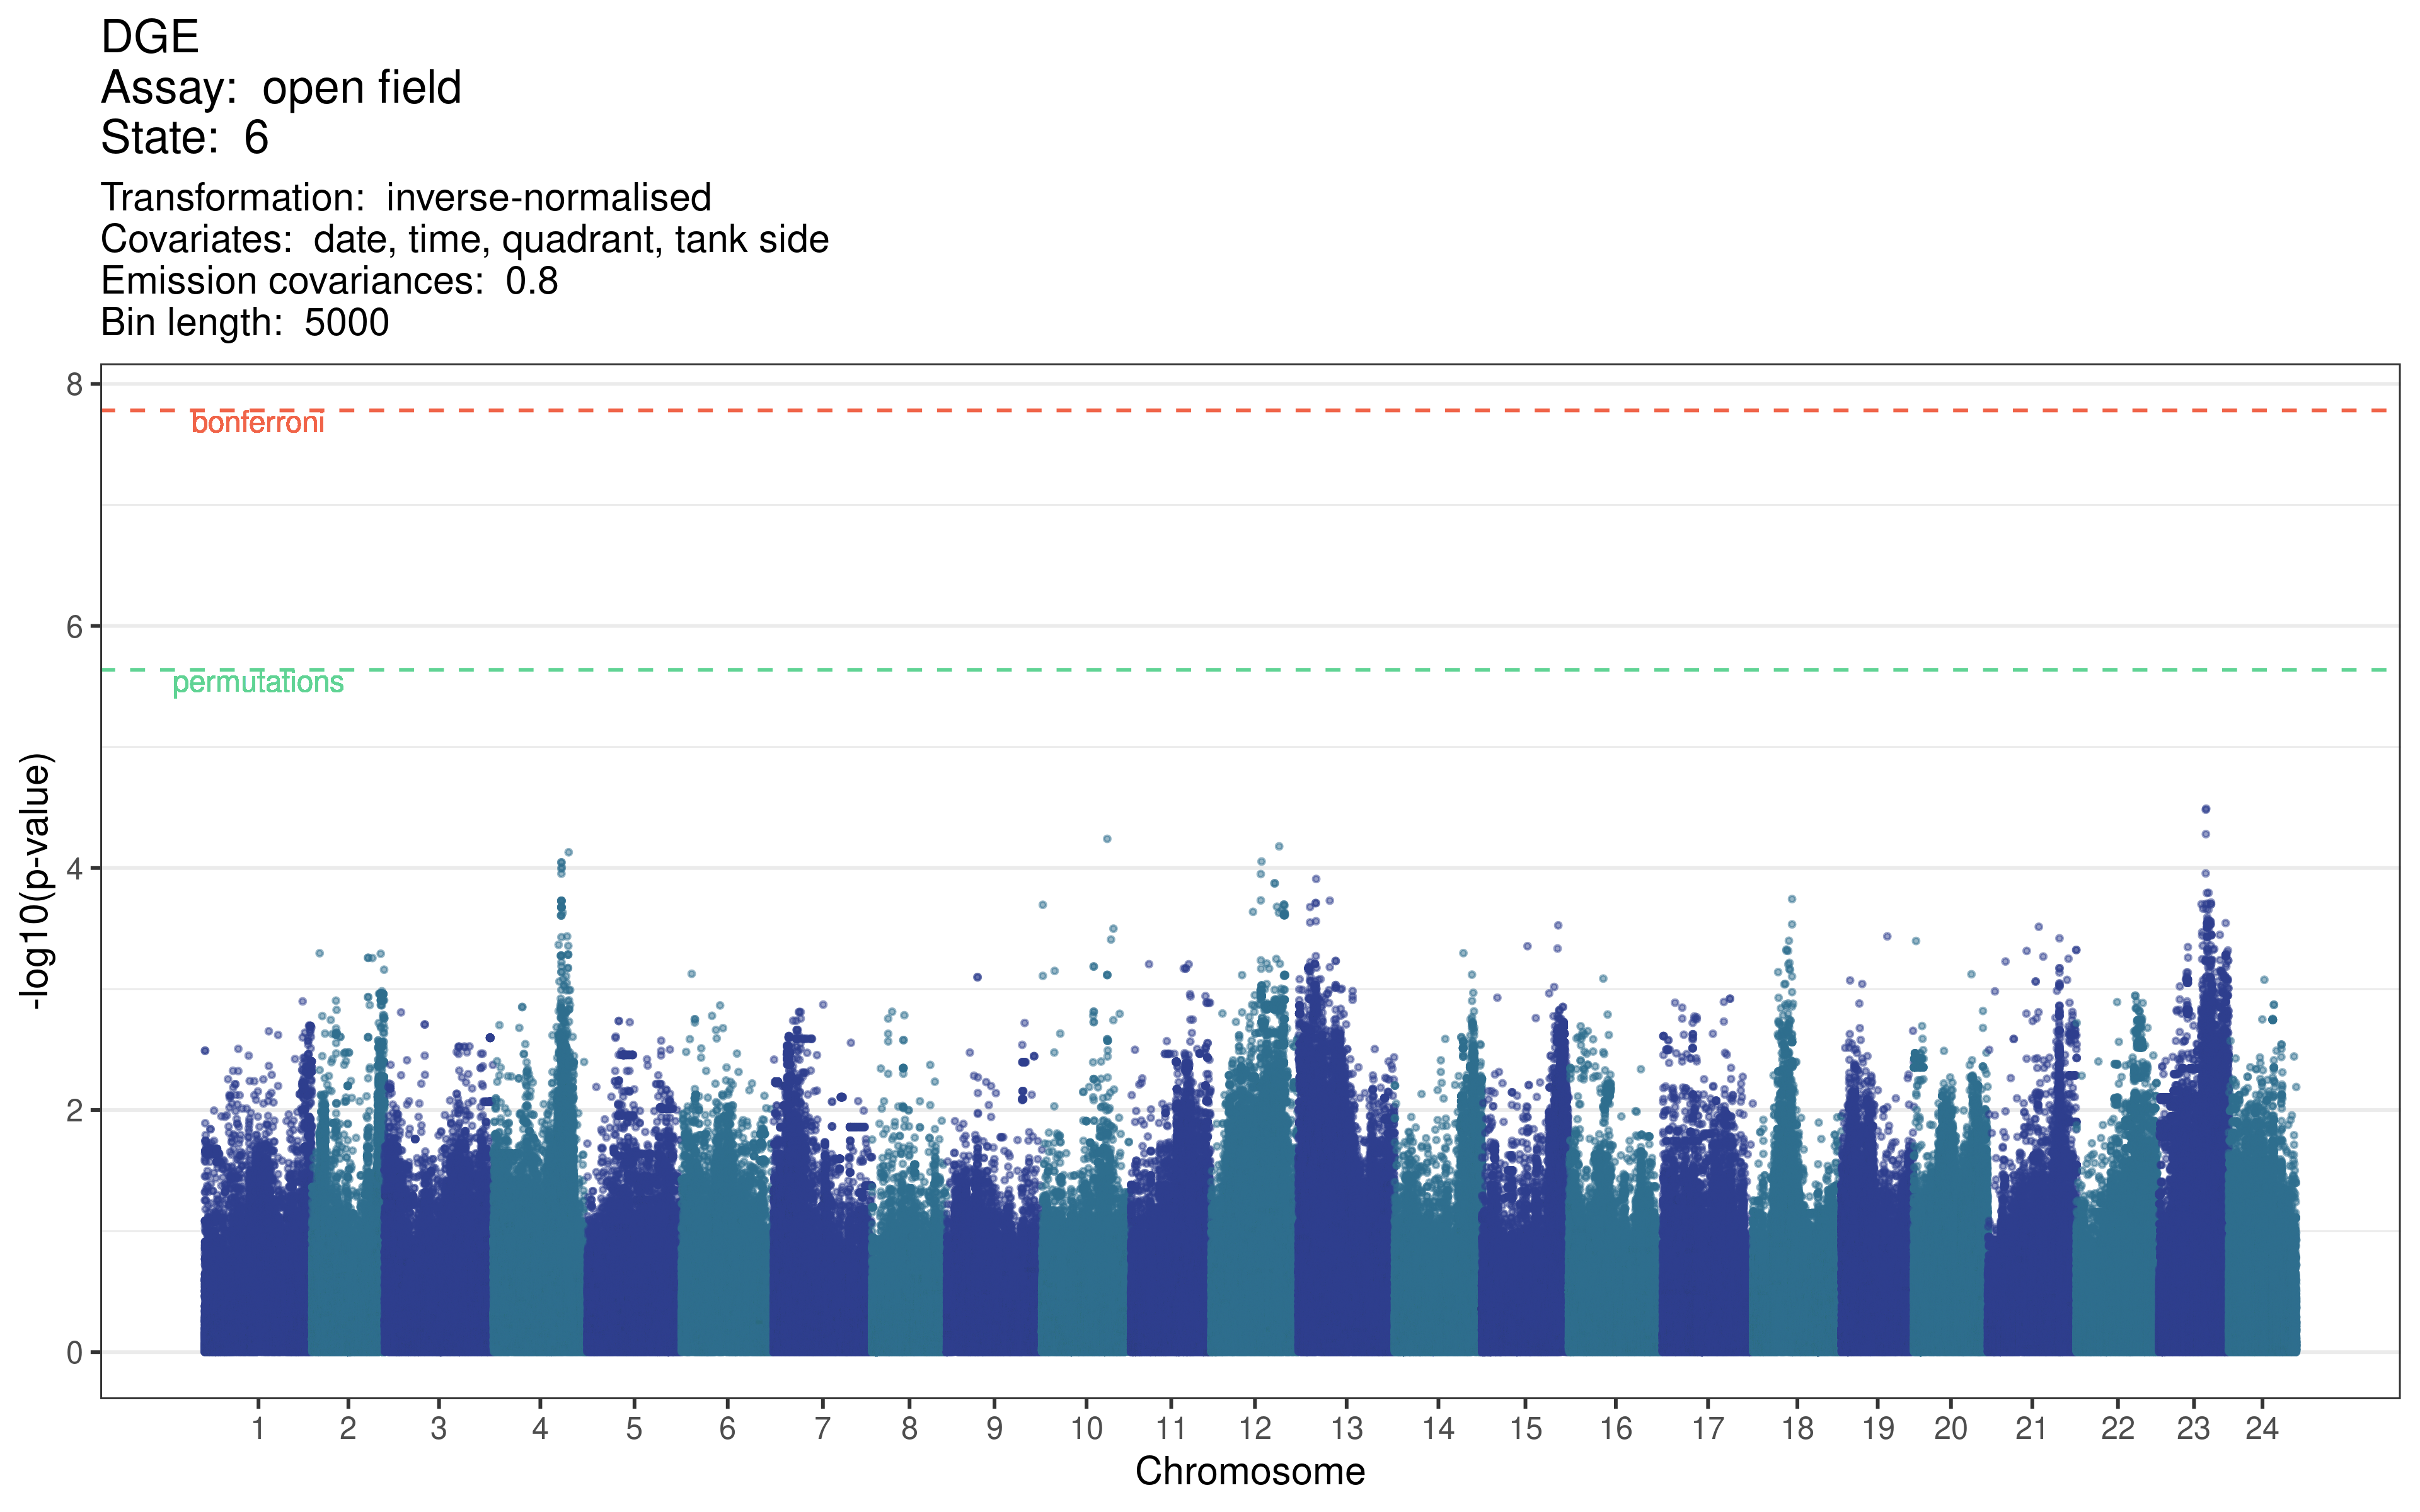 DGE
Assay:  open field
State:  6
Transformation:  inverse-normalised
Covariates:  date, time, quadrant, tank side
Emission covariances:  0.8
Bin length:  5000
8
bonferroni
6
permutations
4
2
0
-log10(p-value)
1 2 3 4 5 6 7 8 9 10 11 12 13 14 15 16 17 18 19 20 21 22 23 24
Chromosome